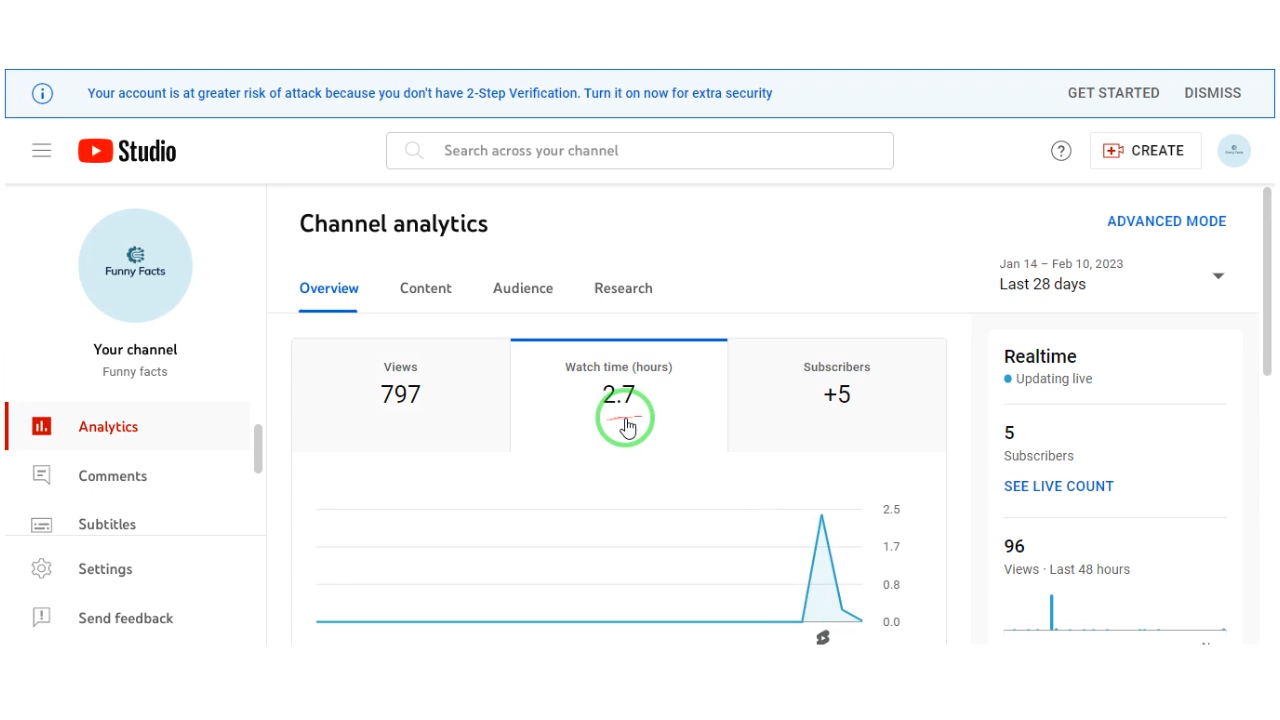 Your account is at greater risk of attack because you don't have 2-Step Verification. Turn it on now for extra security
GET STARTED
DISMISS
Studio
Search across your channel
CREATE
Funny Facts
Your channel
Funny facts
Analytics
Comments
Subtitles
Settings
Send feedback
Channel analytics
ADVANCED MODE
Jan 14 – Feb 10, 2023
Last 28 days
Overview
Content
Audience
Research
Views
797
Watch time (hours)
2.7
Subscribers
+5
2.5
1.7
0.8
0.0
Realtime
Updating live
5
Subscribers
SEE LIVE COUNT
96
Views · Last 48 hours